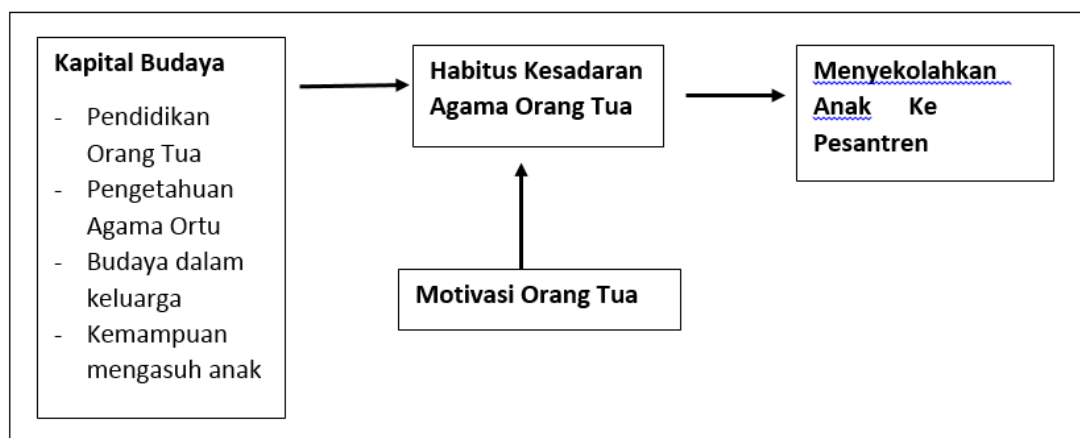 Kapital Budaya
- Pendidikan
Orang Tua
- Pengetahuan
Agama Ortu
- Budaya dalam
keluarga
- Kemampuan
mengasuh anak
Habitus Kesadaran
Agama Orang Tua
Motivasi Orang Tua
Menyekolahkan
Anak Ke
Pesantren